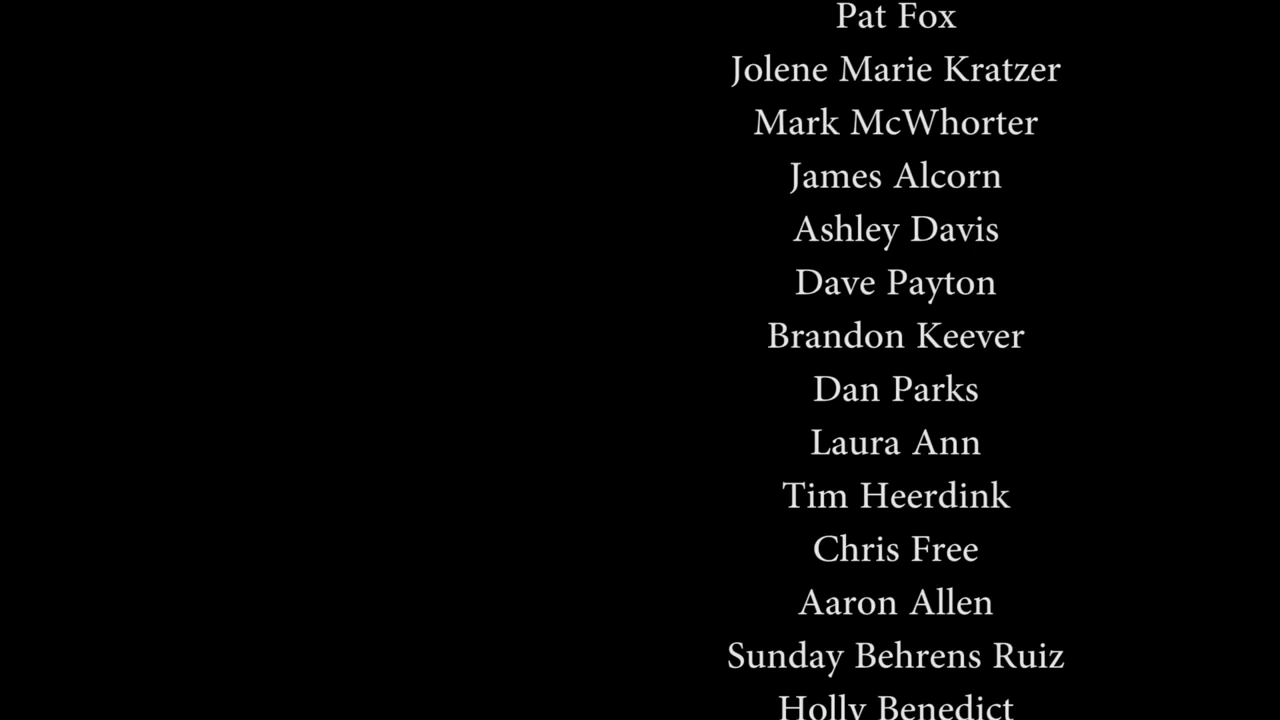 Pat Fox
Jolene Marie Kratzer
Mark McWhorter
James Alcorn
Ashley Davis
Dave Payton
Brandon Keever
Dan Parks
Laura Ann
Tim Heerdink
Chris Free
Aaron Allen
Sunday Behrens Ruiz
Holly Benedict